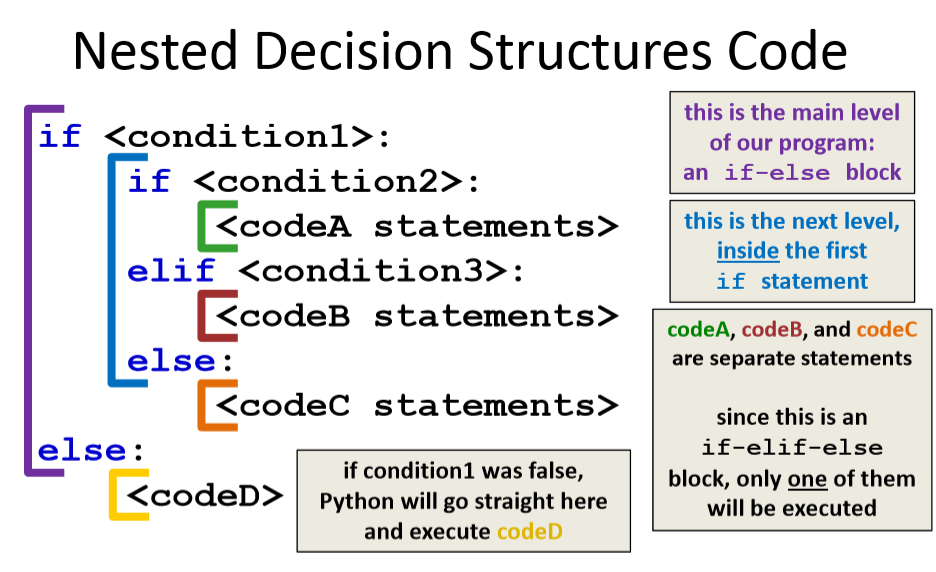 Nested Decision Structures Code
if <condition1>:
if <condition2>:
<codeA statements>
elif <condition3>:
<codeB statements>
else:
<codeC statements>
else:
<codeD>
this is the main level
of our program:
an if-else block
this is the next level,
inside the first
if statement
codeA, codeB, and codeC
are separate statements
since this is an
if-elif-else
block, only one of them
will be executed
if condition1 was false,
Python will go straight here
and execute codeD